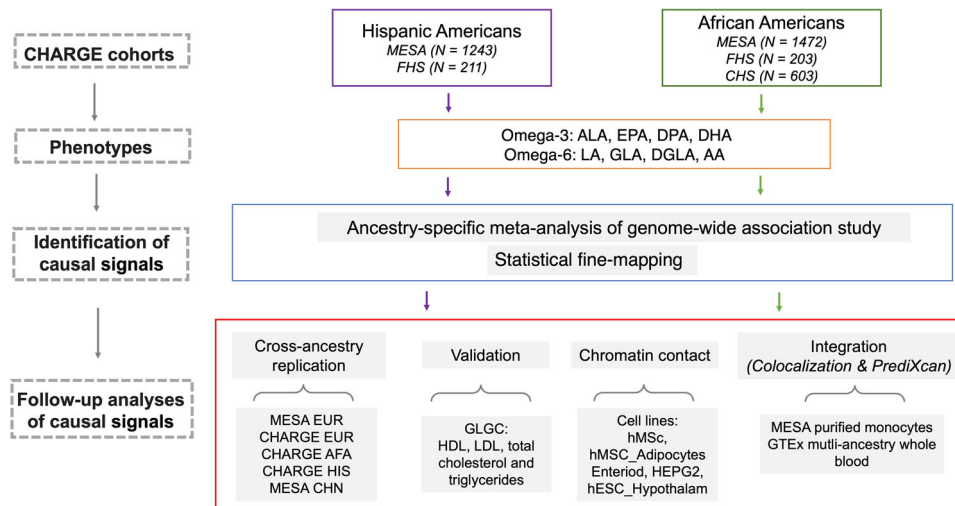 CHARGE cohorts
Hispanic Americans
MESA (N = 1243)
FHS (N = 211)
African Americans
MESA (N = 1472)
FHS (N = 203)
CHS (N = 603)
Phenotypes
Omega-3: ALA, EPA, DPA, DHA
Omega-6: LA, GLA, DGLA, AA
Identification of
causal signals
Ancestry-specific meta-analysis of genome-wide association study
Statistical fine-mapping
Follow-up analyses
of causal signals
Cross-ancestry
replication
MESA EUR
CHARGE EUR
CHARGE AFA
CHARGE HIS
MESA CHN
Validation
GLGC:
HDL, LDL, total
cholesterol and
triglycerides
Chromatin contact
Cell lines:
hMSc,
hMSC_Adipocytes
Enteriod, HEPG2,
hESC_Hypothalam
Integration
(Colocalization & PrediXcan)
MESA purified monocytes
GTEx mutli-ancestry whole
blood